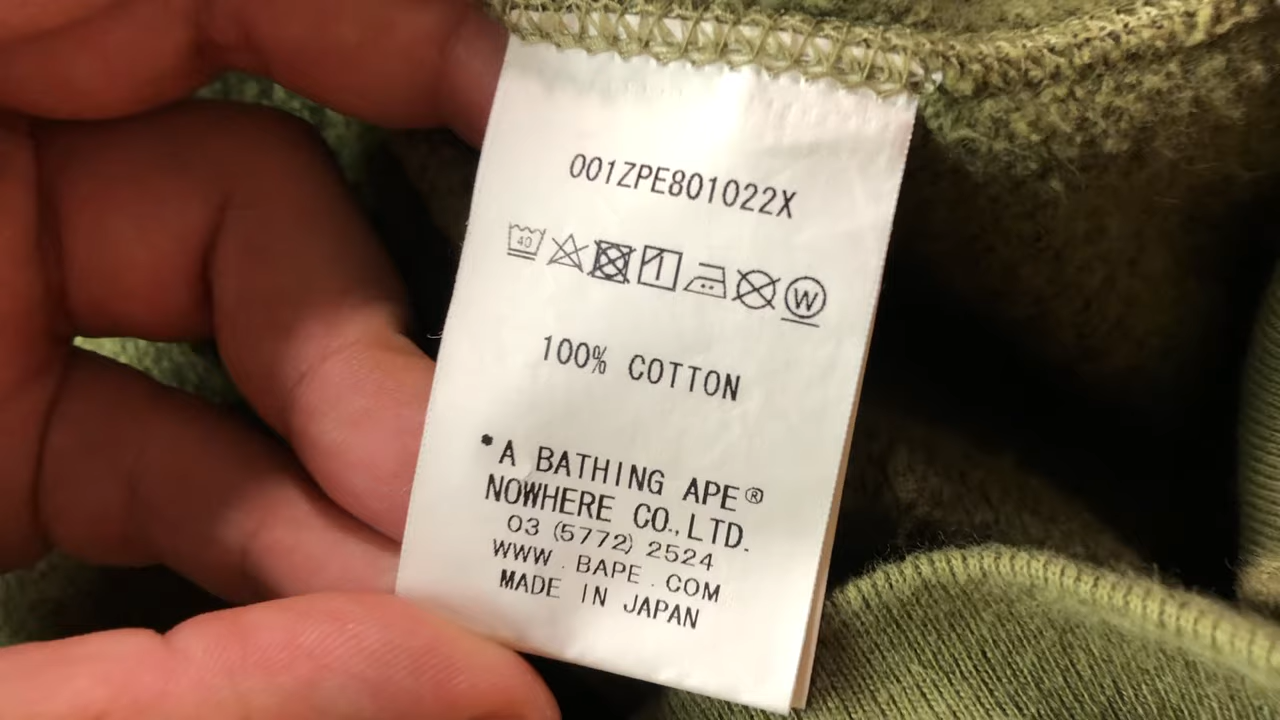 001ZPE801022X
40 W
100% COTTON
*A BATHING APE®
NOWHERE CO.,LTD.
03 (5772) 2524
WWW . BAPE . COM
MADE IN JAPAN